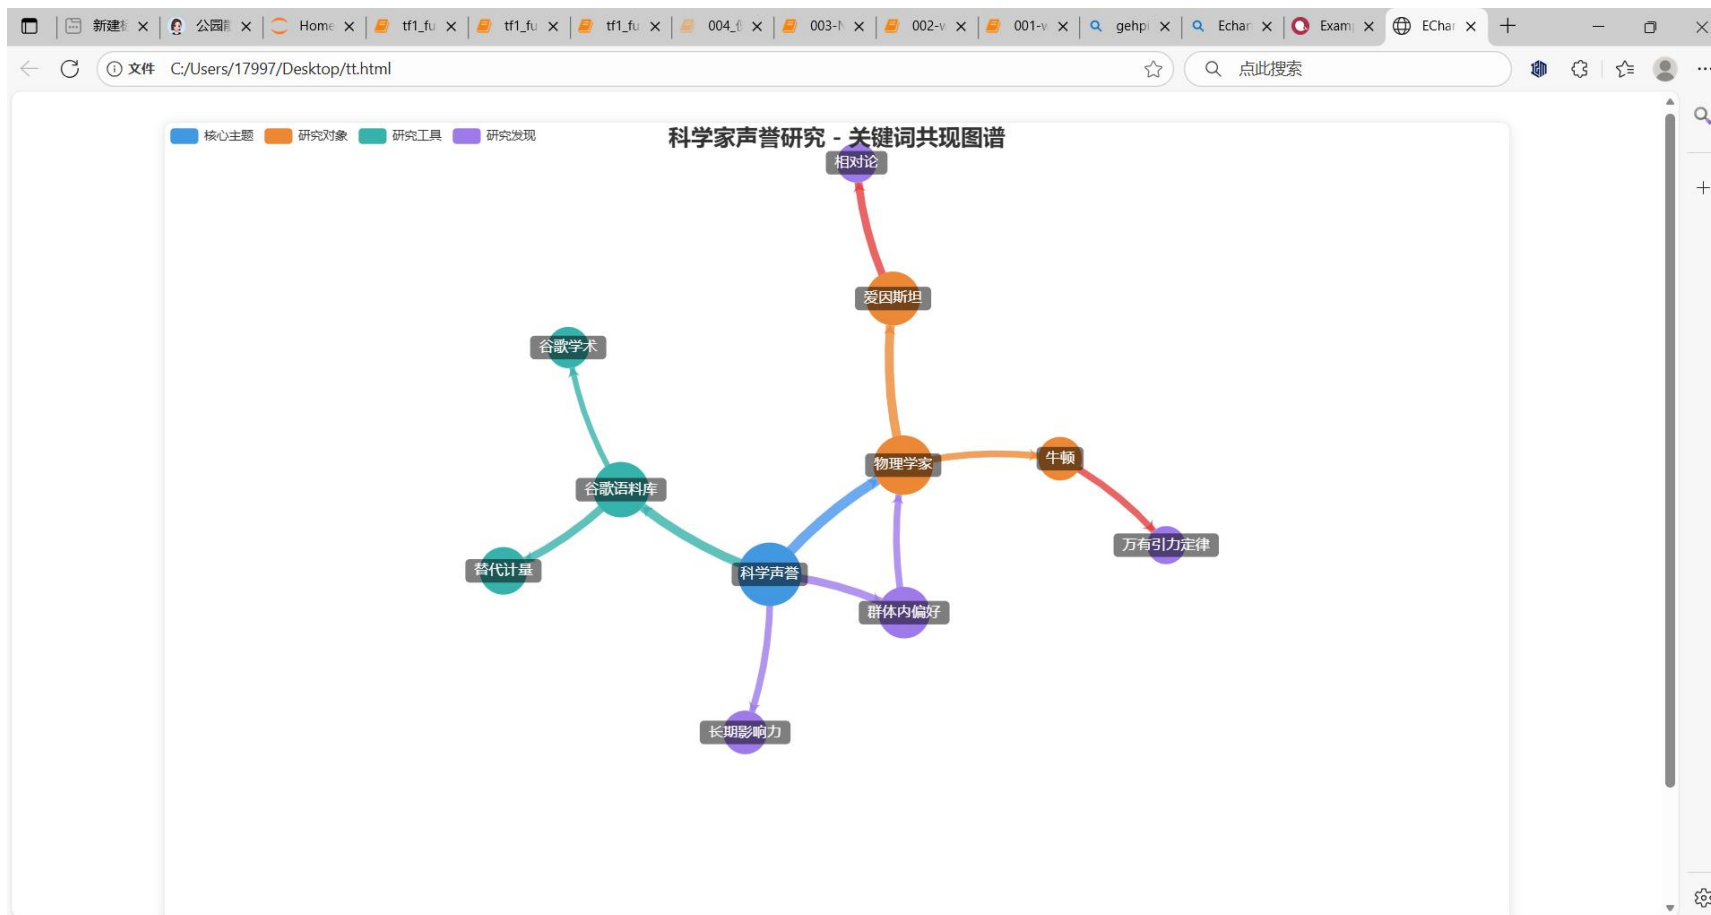 新建
公园
Home
tf1_fu
tf1_fu
tf1_fu
004_
003-
002-
001-
gehpi
Echar
Exam
EChar
文件 C:/Users/17997/Desktop/tt.html
点此搜索
核心主题 研究对象 研究工具 研究发现
科学家声誉研究 - 关键词共现图谱
相对论
爱因斯坦
谷歌学术
牛顿
物理学家
谷歌语料库
万有引力定律
替代计量
科学声誉
群体内偏好
长期影响力